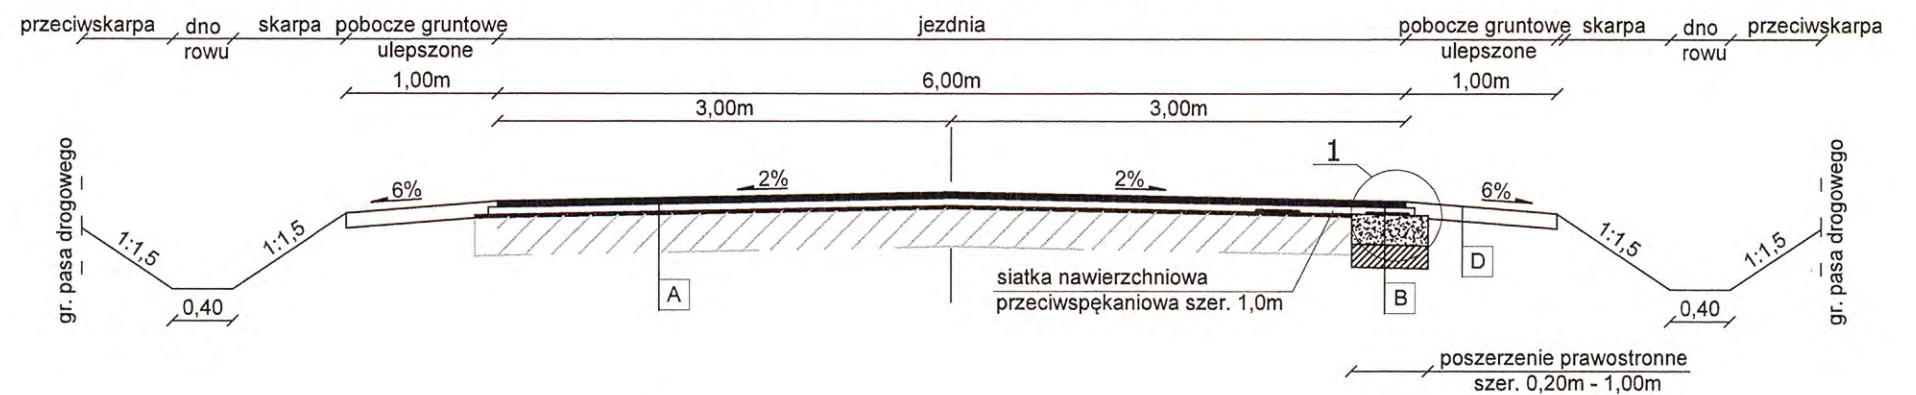 przeciwskarpa
dno
rowu
skarpa
pobocze gruntowe
ulepszone
jezdnia
pobocze gruntowe
ulepszone
skarpa
dno
rowu
przeciwskarpa
1,00m
6,00m
1,00m
3,00m
3,00m
gr. pasa drogowego
1:1,5
0,40
1:1,5
6%
2%
2%
1
6%
1:1,5
0,40
1:1,5
gr. pasa drogowego
A
siatka nawierzchniowa
przeciwspękaniowa szer. 1,0m
B
D
poszerzenie prawostronne
szer. 0,20m - 1,00m